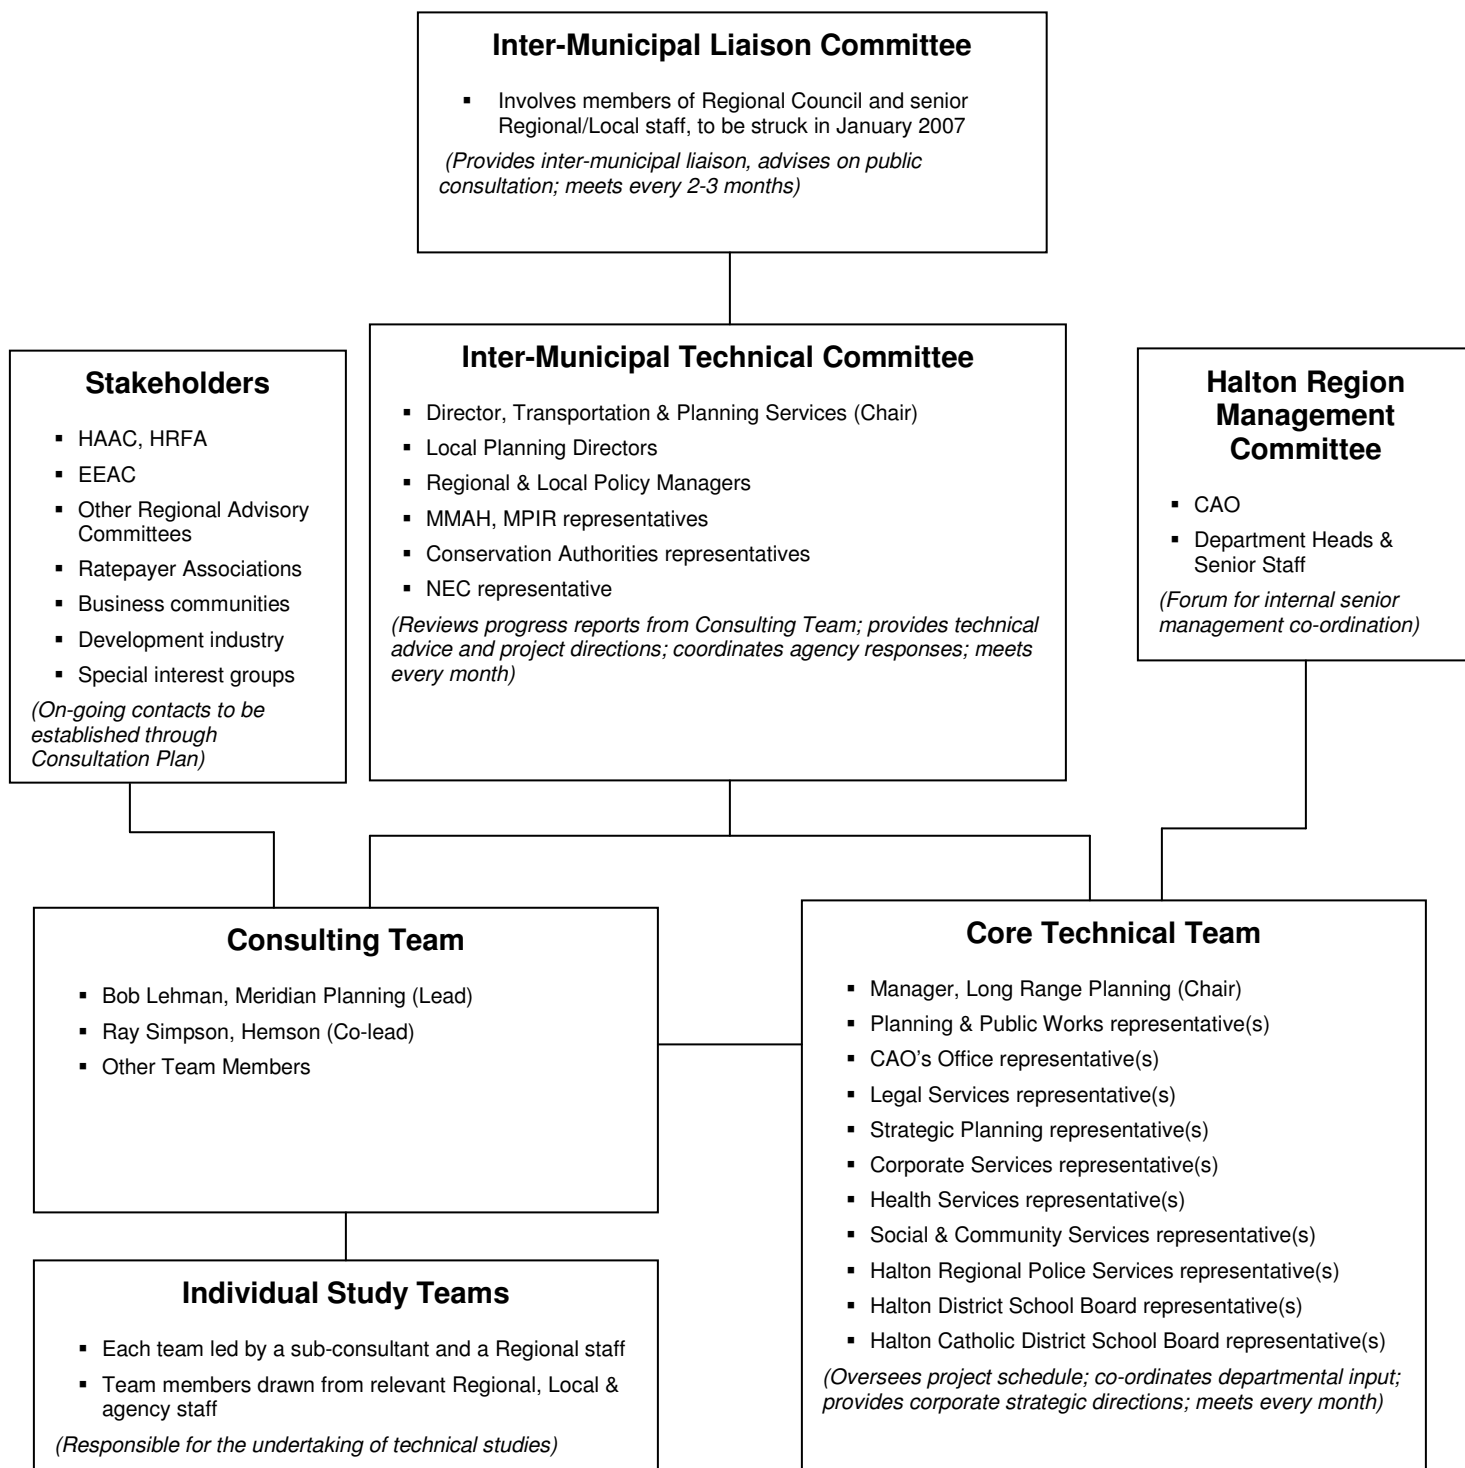 Inter-Municipal Liaison Committee
▪ Involves members of Regional Council and senior
Regional/Local staff, to be struck in January 2007
(Provides inter-municipal liaison, advises on public
consultation; meets every 2-3 months)
Stakeholders
▪ HAAC, HRFA
▪ EEAC
▪ Other Regional Advisory
Committees
▪ Ratepayer Associations
▪ Business communities
▪ Development industry
▪ Special interest groups
(On-going contacts to be
established through
Consultation Plan)
Inter-Municipal Technical Committee
▪ Director, Transportation & Planning Services (Chair)
▪ Local Planning Directors
▪ Regional & Local Policy Managers
▪ MMAH, MPIR representatives
▪ Conservation Authorities representatives
▪ NEC representative
(Reviews progress reports from Consulting Team; provides technical
advice and project directions; coordinates agency responses; meets
every month)
Halton Region
Management
Committee
▪ CAO
▪ Department Heads &
Senior Staff
(Forum for internal senior
management co-ordination)
Consulting Team
▪ Bob Lehman, Meridian Planning (Lead)
▪ Ray Simpson, Hemson (Co-lead)
▪ Other Team Members
Core Technical Team
▪ Manager, Long Range Planning (Chair)
▪ Planning & Public Works representative(s)
▪ CAO's Office representative(s)
▪ Legal Services representative(s)
▪ Strategic Planning representative(s)
▪ Corporate Services representative(s)
▪ Health Services representative(s)
▪ Social & Community Services representative(s)
▪ Halton Regional Police Services representative(s)
▪ Halton District School Board representative(s)
▪ Halton Catholic District School Board representative(s)
(Oversees project schedule; co-ordinates departmental input;
provides corporate strategic directions; meets every month)
Individual Study Teams
▪ Each team led by a sub-consultant and a Regional staff
▪ Team members drawn from relevant Regional, Local &
agency staff
(Responsible for the undertaking of technical studies)